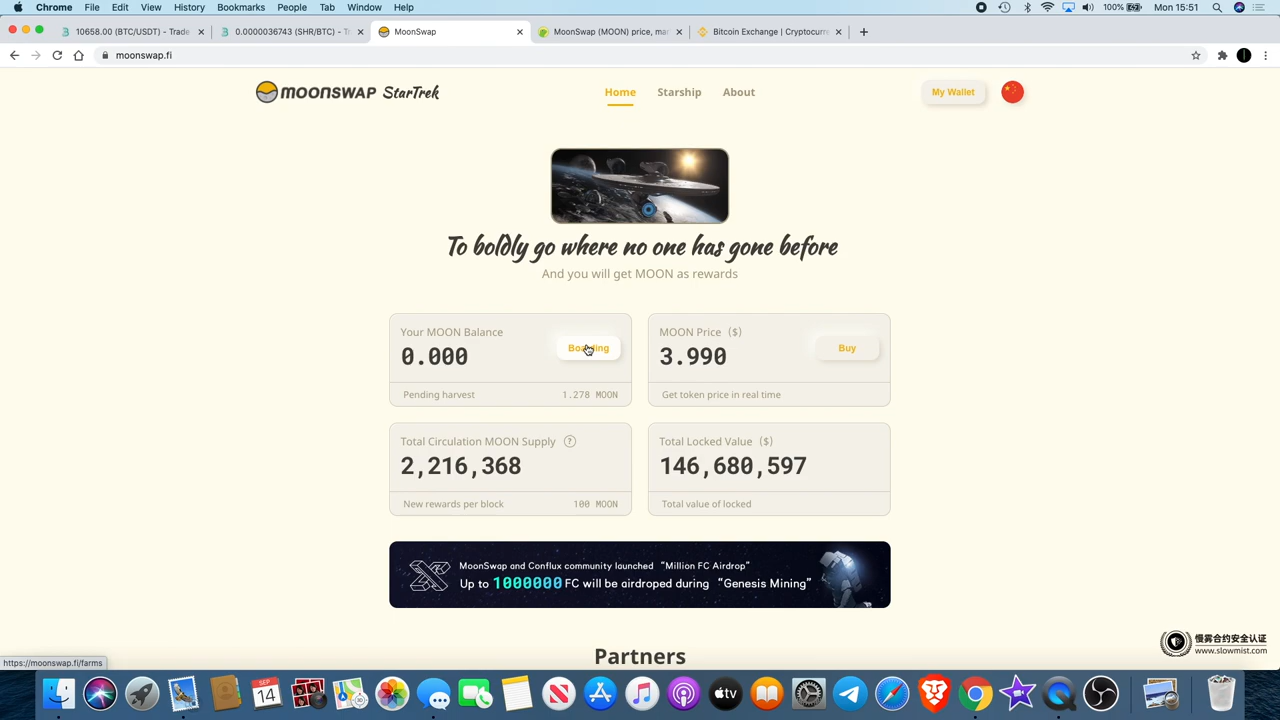 Chrome File Edit View History Bookmarks People Tab Window Help 100% Mon 15:51
10658.00 (BTC/USDT) - Trade
0.0000036743 (SHR/BTC) - T
MoonSwap
MoonSwap (MOON) price, ma
Bitcoin Exchange | Cryptocurr
moonswap.fi
MOONSWAP StarTrek
Home Starship About
My Wallet
To boldly go where no one has gone before
And you will get MOON as rewards
Your MOON Balance
0.000
Boarding
Pending harvest 1.278 MOON
MOON Price ($)
3.990
Buy
Get token price in real time
Total Circulation MOON Supply ?
2,216,368
New rewards per block 100 MOON
Total Locked Value ($)
146,680,597
Total value of locked
MoonSwap and Conflux community launched “Million FC Airdrop”
Up to 1000000 FC will be airdroped during “Genesis Mining”
慢雾合约安全认证
www.slowmist.com
Partners
https://moonswap.fi/farms
SEP
14
tv